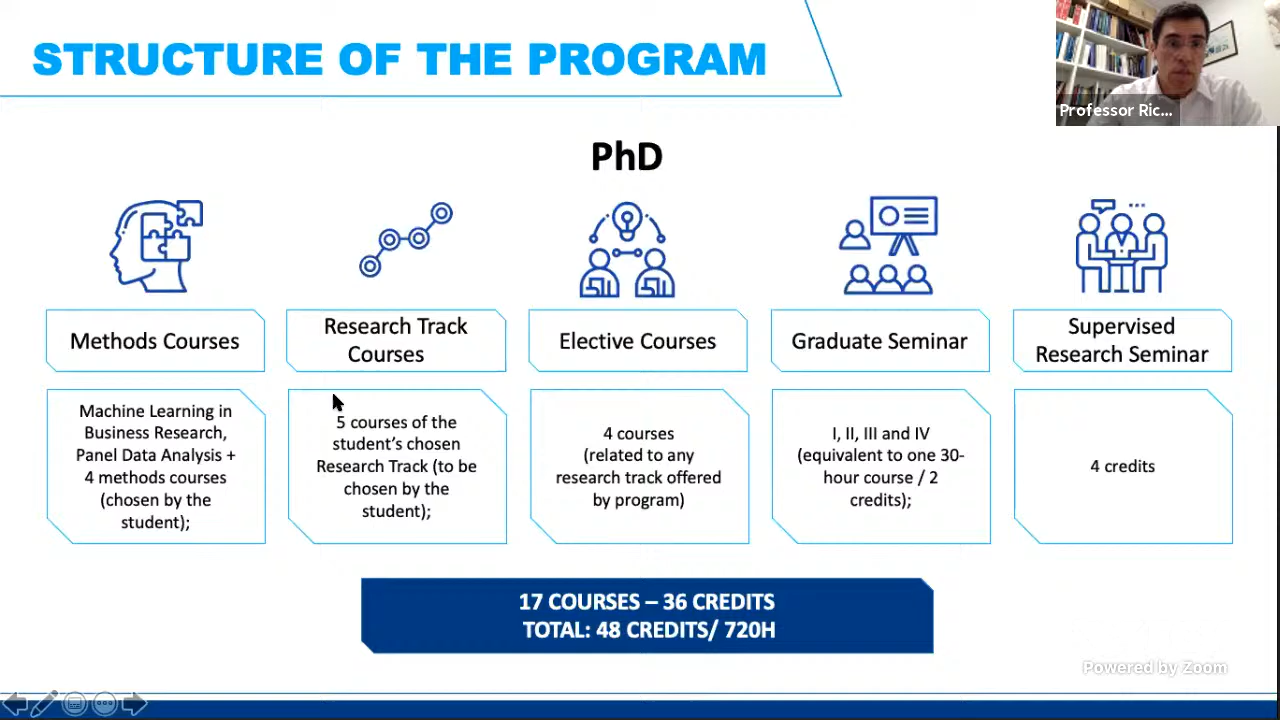 STRUCTURE OF THE PROGRAM
Professor Ric...
PhD
Methods Courses
Research Track
Courses
Elective Courses
Graduate Seminar
Supervised
Research Seminar
Machine Learning in
Business Research,
Panel Data Analysis +
4 methods courses
(chosen by the
student);
5 courses of the
student's chosen
Research Track (to be
chosen by the
student);
4 courses
(related to any
research track offered
by program)
I, II, III and IV
(equivalent to one 30-
hour course / 2
credits);
4 credits
17 COURSES – 36 CREDITS
TOTAL: 48 CREDITS/ 720H
Powered by Zoom